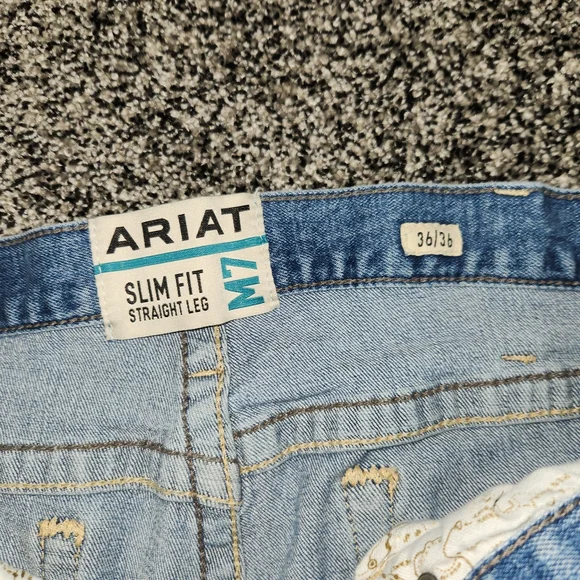 ARIAT
SLIM FIT
STRAIGHT LEG
M7
36/36